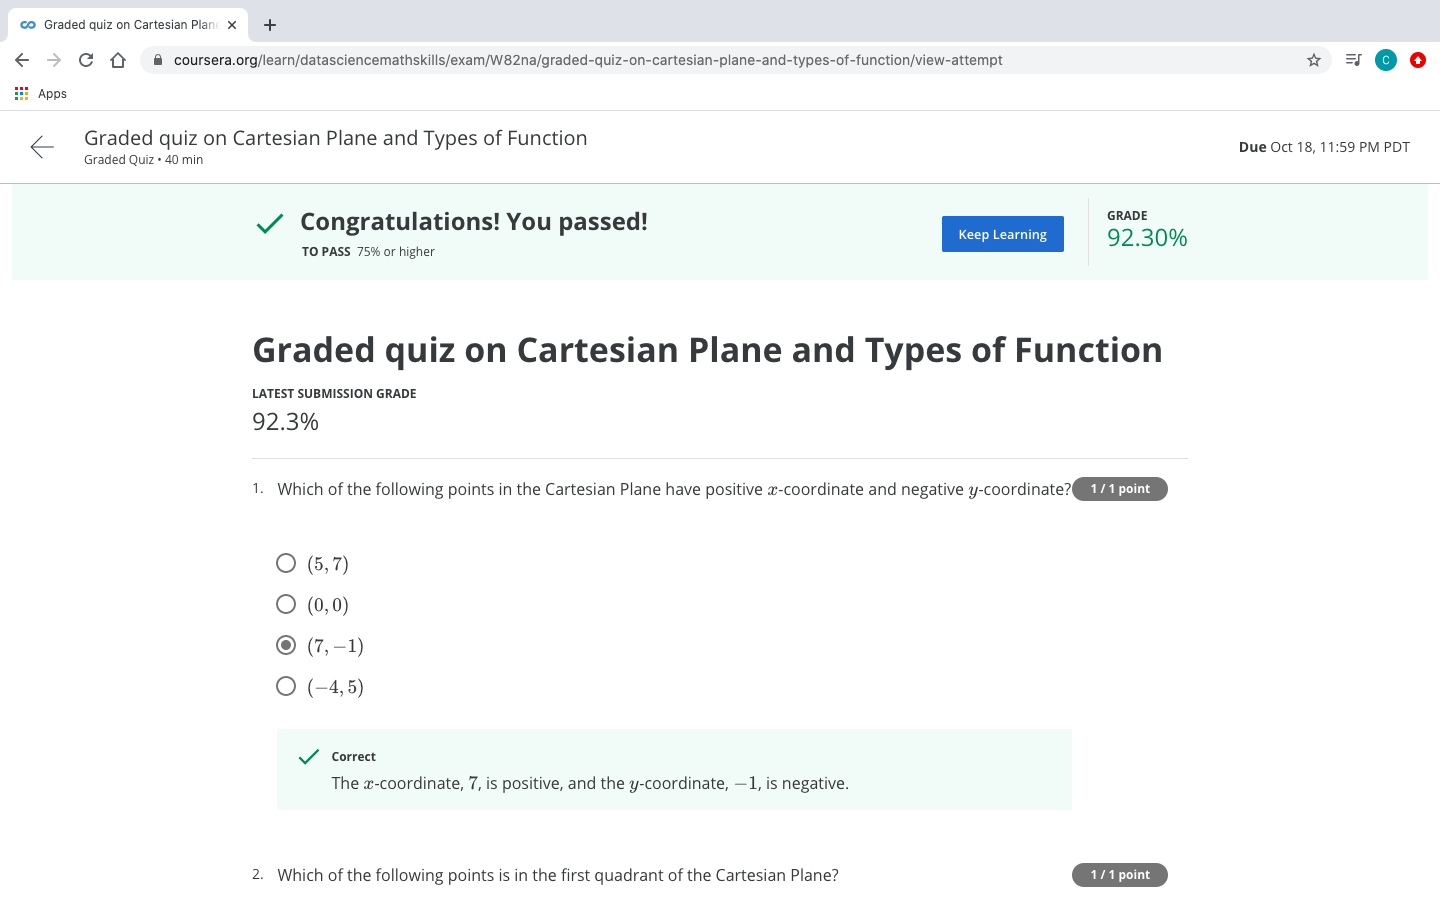 Graded quiz on Cartesian Plan
coursera.org/learn/datasciencemathskills/exam/W82na/graded-quiz-on-cartesian-plane-and-types-of-function/view-attempt
C
Apps
Graded quiz on Cartesian Plane and Types of Function
Graded Quiz • 40 min
Due Oct 18, 11:59 PM PDT
Congratulations! You passed!
TO PASS 75% or higher
Keep Learning
GRADE
92.30%
Graded quiz on Cartesian Plane and Types of Function
LATEST SUBMISSION GRADE
92.3%
1. Which of the following points in the Cartesian Plane have positive x-coordinate and negative y-coordinate?
1 / 1 point
(5, 7)
(0, 0)
(7, −1)
(−4, 5)
Correct
The x-coordinate, 7, is positive, and the y-coordinate, −1, is negative.
2. Which of the following points is in the first quadrant of the Cartesian Plane?
1 / 1 point